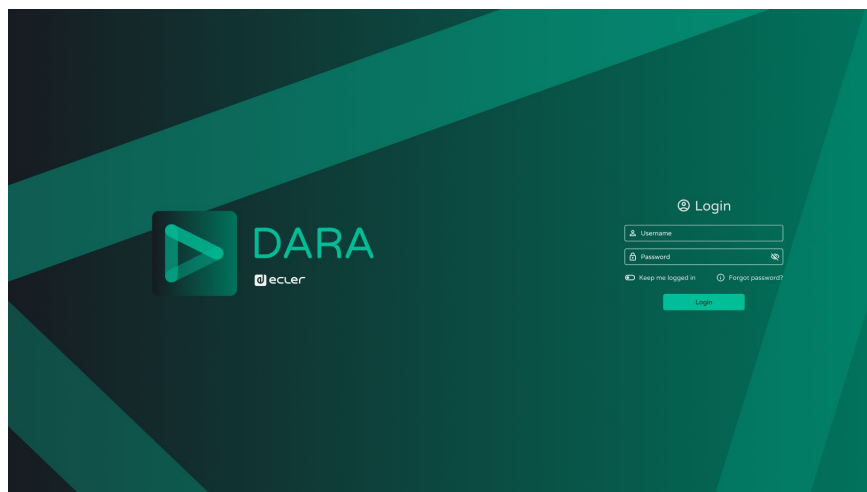 DARA
ecler
Login
Username
Password
Keep me logged in
Forgot password?
Login